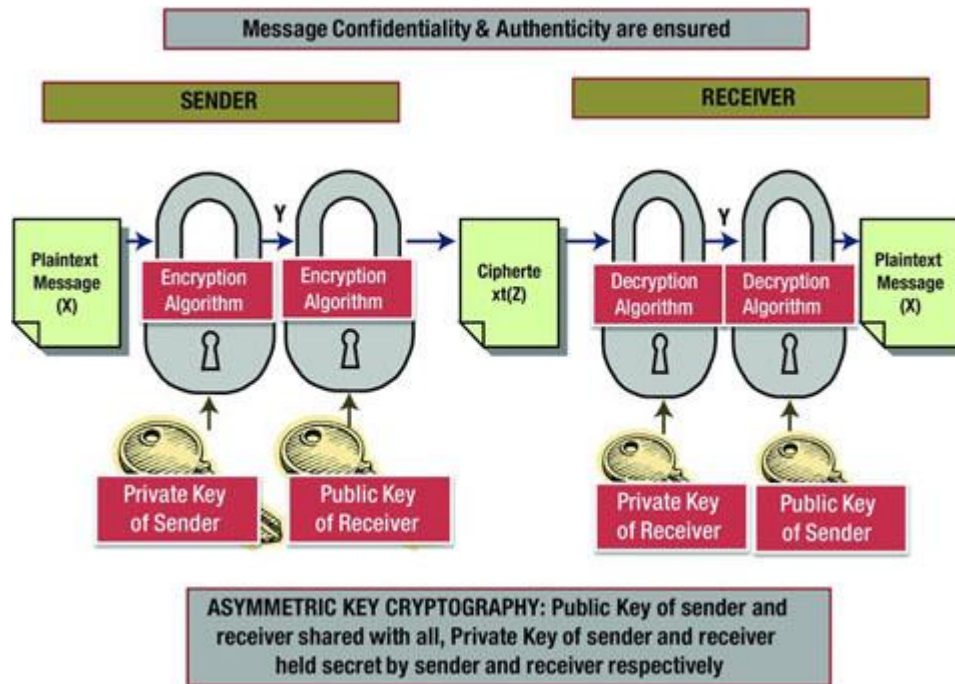 Message Confidentiality & Authenticity are ensured
SENDER
RECEIVER
Plaintext
Message
(X)
Encryption
Algorithm
Y
Encryption
Algorithm
Cipherte
xt(Z)
Decryption
Algorithm
Y
Decryption
Algorithm
Plaintext
Message
(X)
Private Key
of Sender
Public Key
of Receiver
Private Key
of Receiver
Public Key
of Sender
ASYMMETRIC KEY CRYPTOGRAPHY: Public Key of sender and
receiver shared with all, Private Key of sender and receiver
held secret by sender and receiver respectively